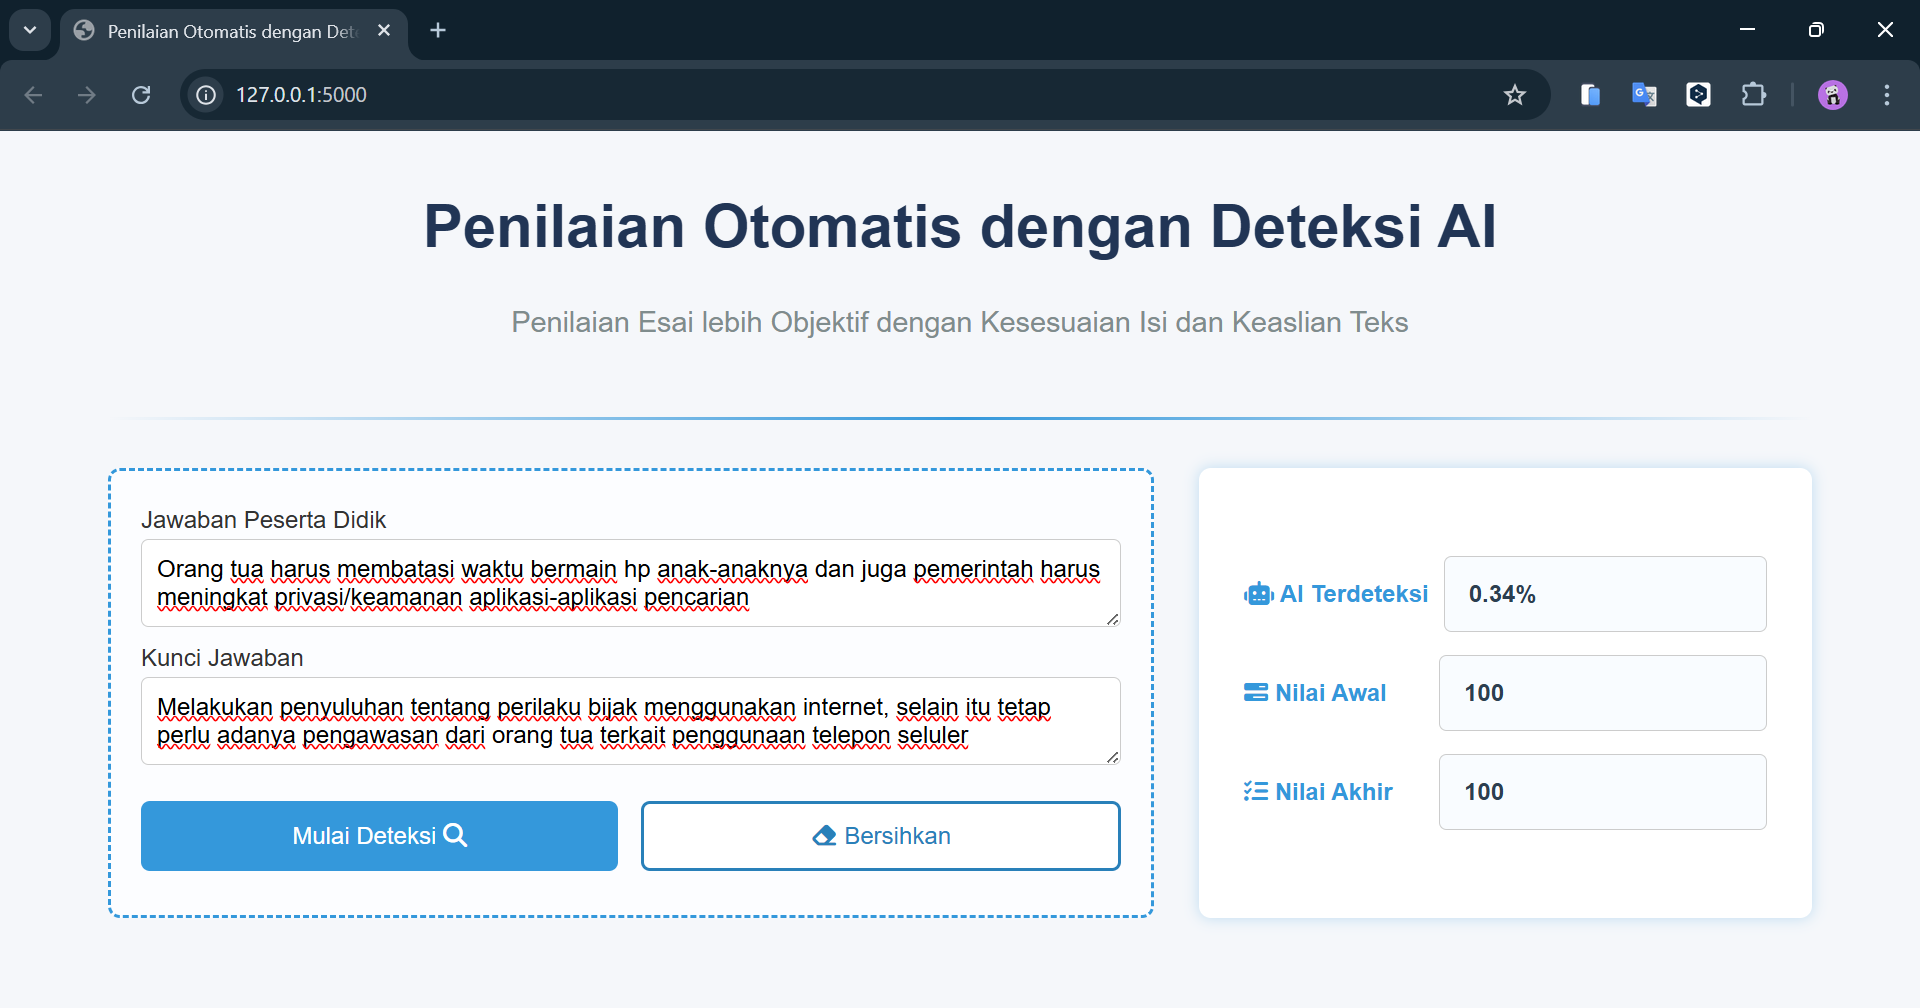 Penilaian Otomatis dengan Det
127.0.0.1:5000
Penilaian Otomatis dengan Deteksi AI
Penilaian Esai lebih Objektif dengan Kesesuaian Isi dan Keaslian Teks
Jawaban Peserta Didik
Orang tua harus membatasi waktu bermain hp anak-anaknya dan juga pemerintah harus
meningkat privasi/keamanan aplikasi-aplikasi pencarian
Kunci Jawaban
Melakukan penyuluhan tentang perilaku bijak menggunakan internet, selain itu tetap
perlu adanya pengawasan dari orang tua terkait penggunaan telepon seluler
Mulai Deteksi
Bersihkan
AI Terdeteksi 0.34%
Nilai Awal 100
Nilai Akhir 100